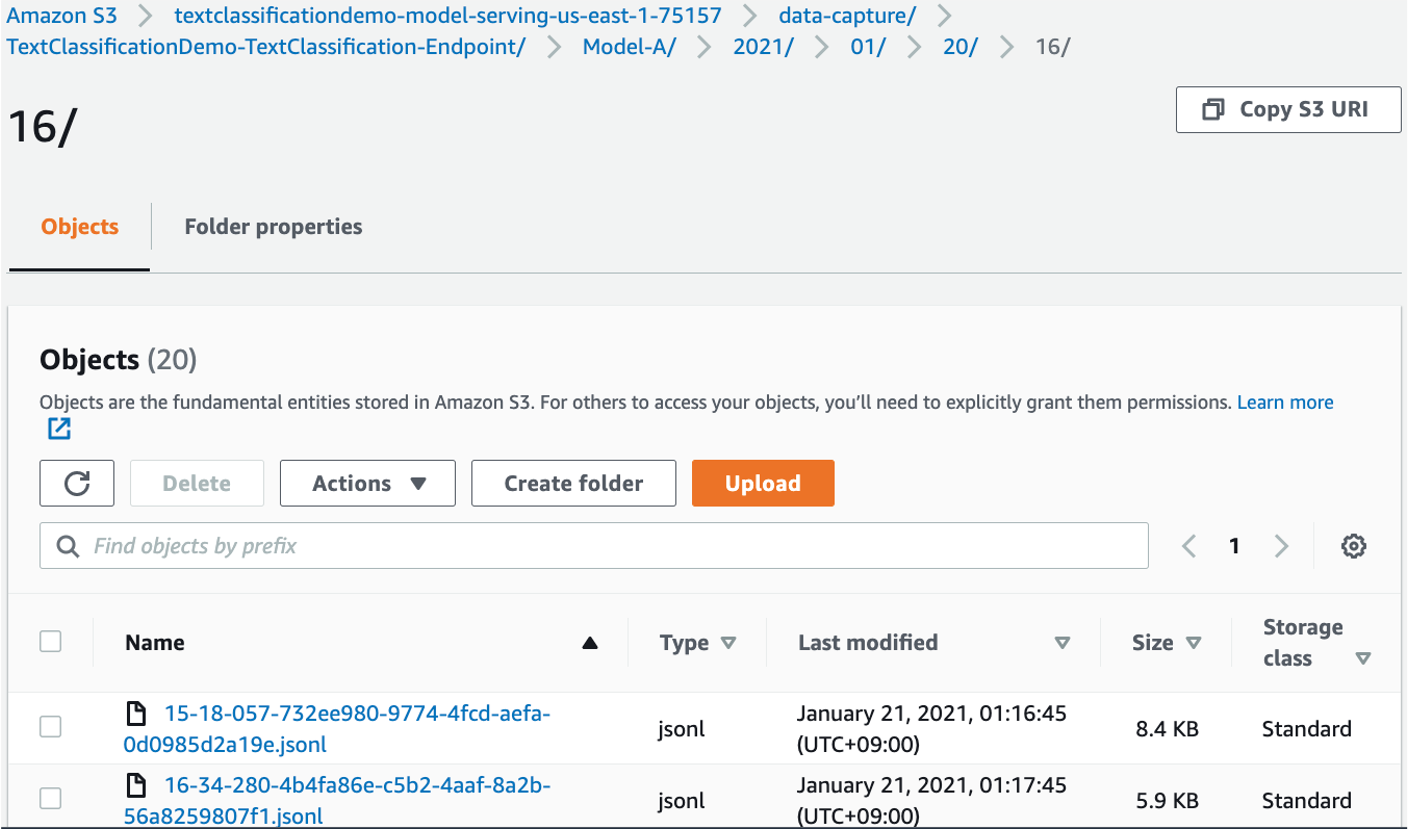 Amazon S3 > textclassificationdemo-model-serving-us-east-1-75157 > data-capture/ >
TextClassificationDemo-TextClassification-Endpoint/ > Model-A/ > 2021/ > 01/ > 20/ > 16/
16/
Copy S3 URI
Objects
Folder properties
Objects (20)
Objects are the fundamental entities stored in Amazon S3. For others to access your objects, you’ll need to explicitly grant them permissions. Learn more
Delete
Actions
Create folder
Upload
Find objects by prefix
1
Name
Type
Last modified
Size
Storage
class
15-18-057-732ee980-9774-4fcd-aefa-
0d0985d2a19e.jsonl
jsonl
January 21, 2021, 01:16:45
(UTC+09:00)
8.4 KB
Standard
16-34-280-4b4fa86e-c5b2-4aaf-8a2b-
56a8259807f1.jsonl
jsonl
January 21, 2021, 01:17:45
(UTC+09:00)
5.9 KB
Standard